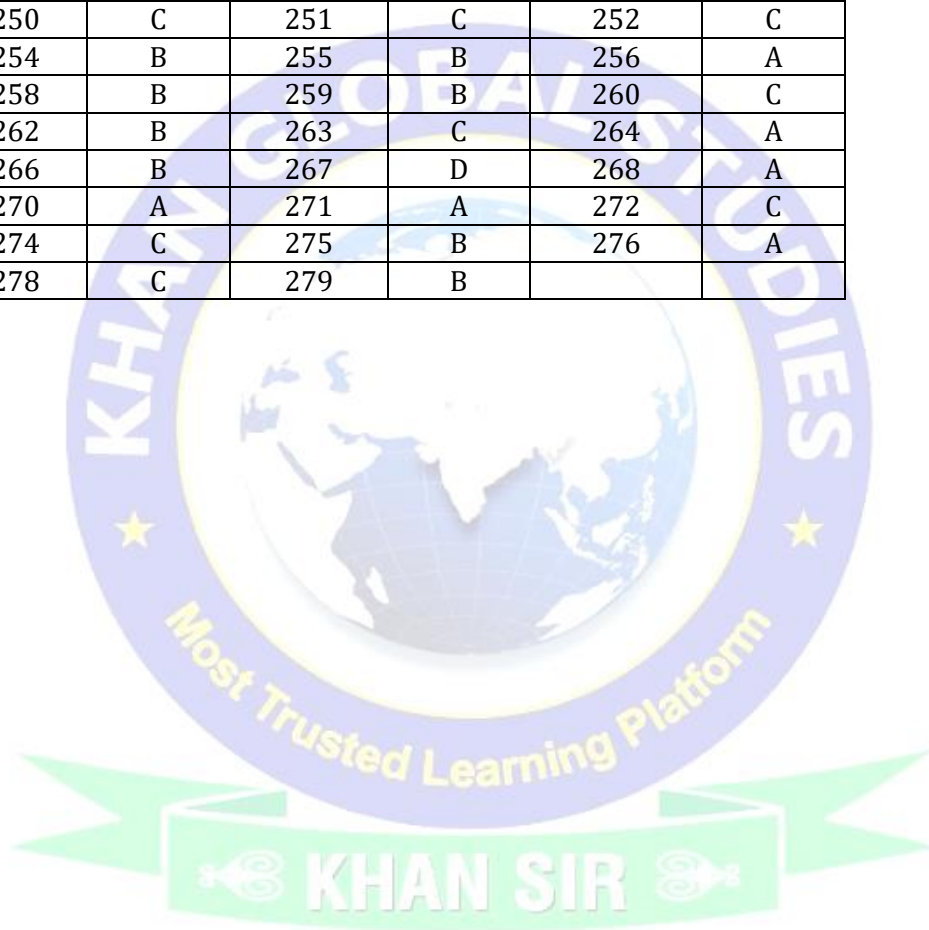 250 C 251 C 252 C
254 B 255 B 256 A
258 B 259 B 260 C
262 B 263 C 264 A
266 B 267 D 268 A
270 A 271 A 272 C
274 C 275 B 276 A
278 C 279 B
KHAN GLOBAL STUDIES
Most Trusted Learning Platform
KHAN SIR